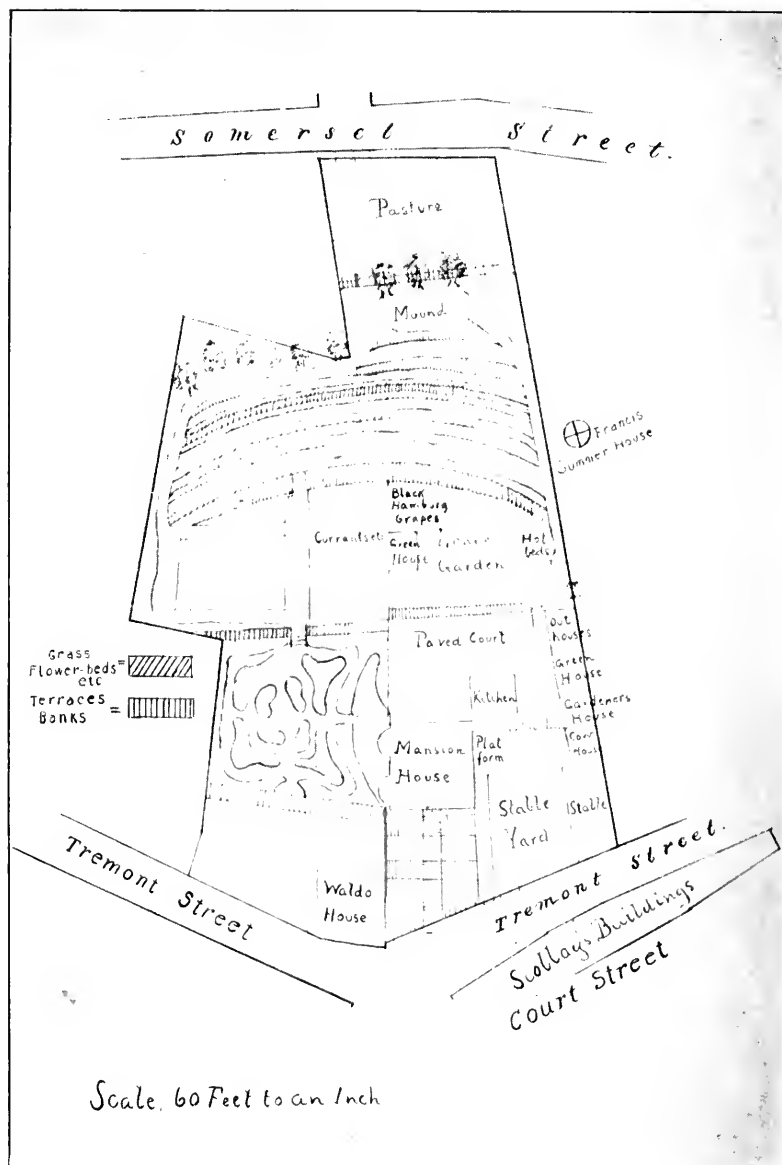 Somerset Street.
Pasture
Mound
Francis
Summer House
Black
Hamburg
Grapes
Currants etc
Green
House
Garden
Hot
beds
Out
houses
Paved Court
Green
House
Grass
Flower-beds =
etc
Terraces
Banks =
Kitchen
Gardeners
House
Mansion
House
Plat
form
House
Stable
Yard
Stable
Tremont Street
Tremont Street.
Waldo
House
Scollays Buildings
Court Street
Scale. 60 Feet to an Inch